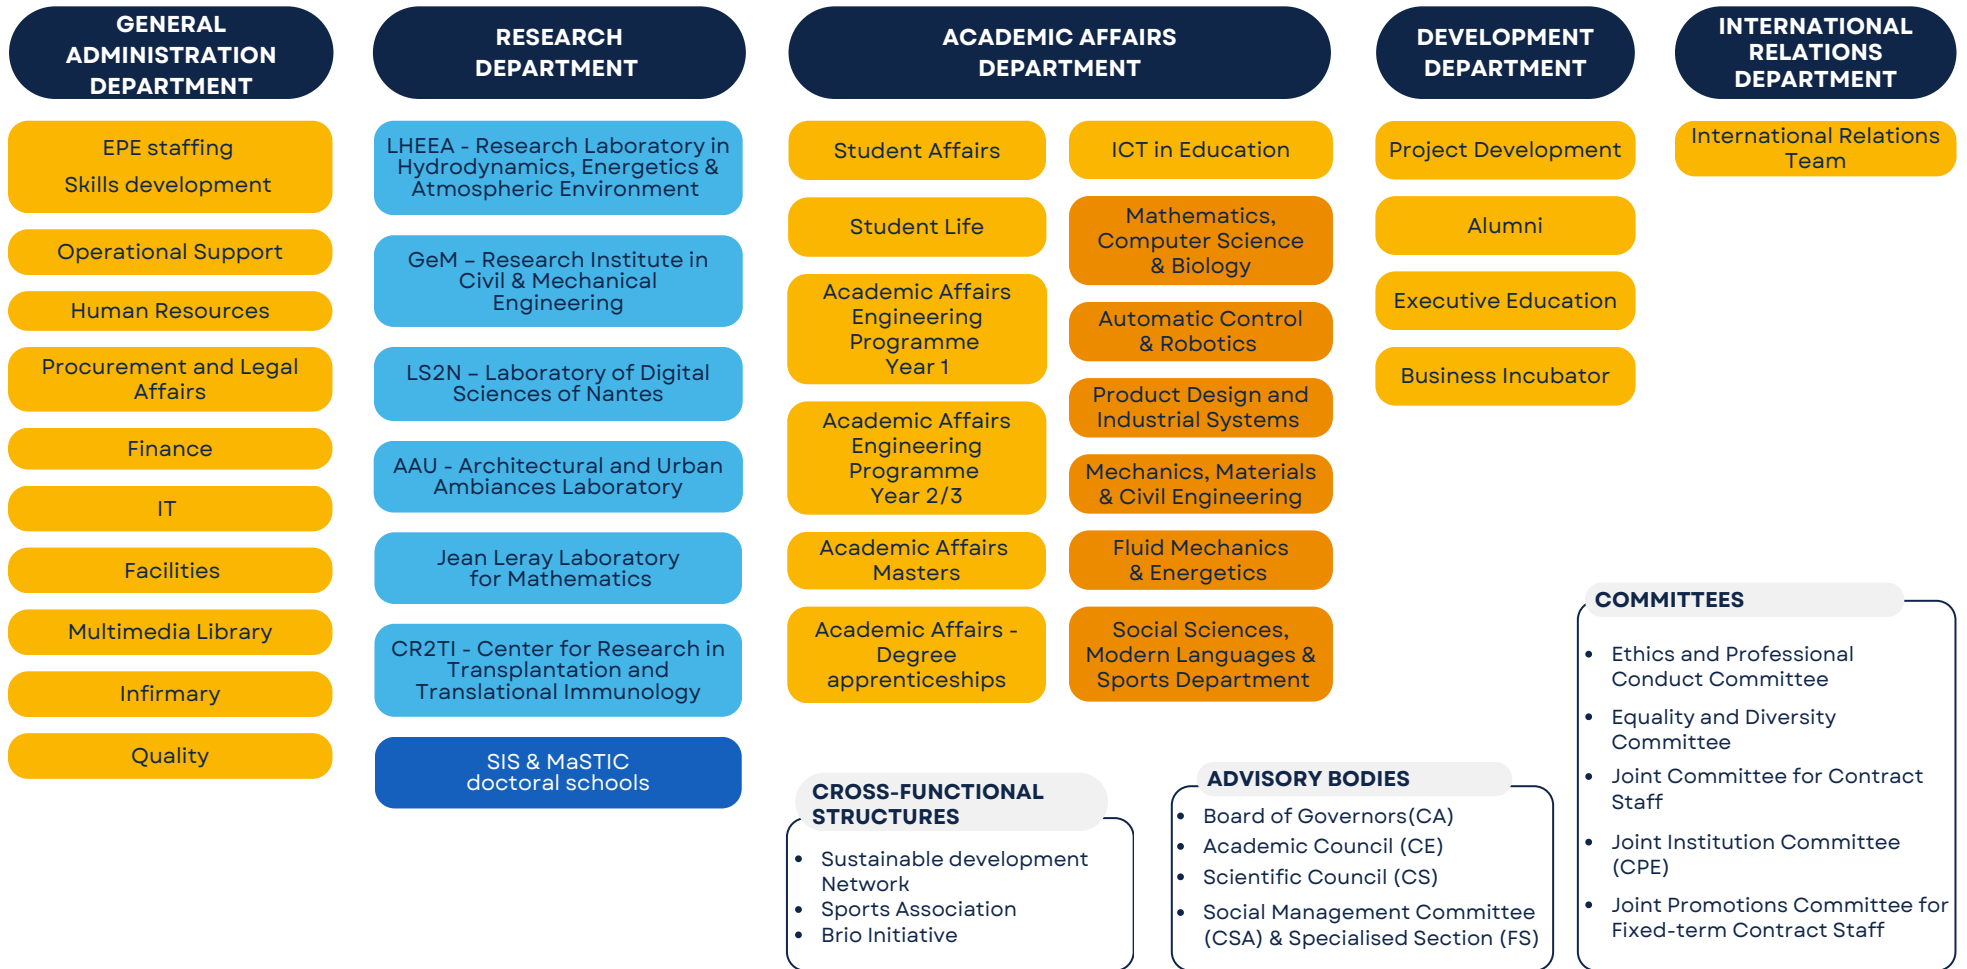 GENERAL
ADMINISTRATION
DEPARTMENT
EPE staffing
Skills development
Operational Support
Human Resources
Procurement and Legal
Affairs
Finance
IT
Facilities
Multimedia Library
Infirmary
Quality
RESEARCH
DEPARTMENT
LHEEA - Research Laboratory in
Hydrodynamics, Energetics &
Atmospheric Environment
GeM – Research Institute in
Civil & Mechanical
Engineering
LS2N – Laboratory of Digital
Sciences of Nantes
AAU - Architectural and Urban
Ambiances Laboratory
Jean Leray Laboratory
for Mathematics
CR2TI - Center for Research in
Transplantation and
Translational Immunology
SIS & MaSTIC
doctoral schools
ACADEMIC AFFAIRS
DEPARTMENT
Student Affairs
Student Life
Academic Affairs
Engineering
Programme
Year 1
Academic Affairs
Engineering
Programme
Year 2/3
Academic Affairs
Masters
Academic Affairs -
Degree
apprenticeships
ICT in Education
Mathematics,
Computer Science
& Biology
Automatic Control
& Robotics
Product Design and
Industrial Systems
Mechanics, Materials
& Civil Engineering
Fluid Mechanics
& Energetics
Social Sciences,
Modern Languages &
Sports Department
DEVELOPMENT
DEPARTMENT
Project Development
Alumni
Executive Education
Business Incubator
INTERNATIONAL
RELATIONS
DEPARTMENT
International Relations
Team
CROSS-FUNCTIONAL
STRUCTURES
• Sustainable development
Network
• Sports Association
• Brio Initiative
ADVISORY BODIES
• Board of Governors(CA)
• Academic Council (CE)
• Scientific Council (CS)
• Social Management Committee
(CSA) & Specialised Section (FS)
COMMITTEES
• Ethics and Professional
Conduct Committee
• Equality and Diversity
Committee
• Joint Committee for Contract
Staff
• Joint Institution Committee
(CPE)
• Joint Promotions Committee for
Fixed-term Contract Staff